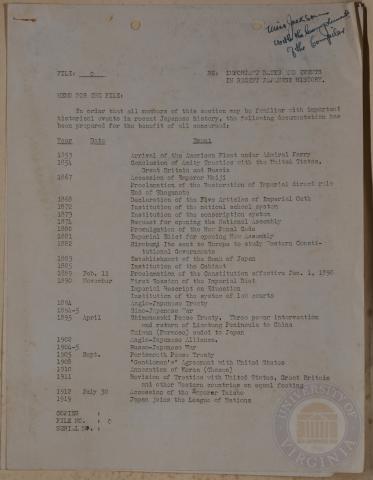 Miss Jackson
with the compliments
of the Compiler
FILE: 0
RE: IMPORTANT DATES AND EVENTS
IN RECENT JAPANESE HISTORY.
MEMO FOR THE FILE:
In order that all members of this section may be familiar with important
historical events in recent Japanese history, the following documentation has
been prepared for the benefit of all concerned:
Year Date Event
1853 Arrival of the American Fleet under Admiral Perry
1854 Conclusion of Amity Treaties with the United States,
Great Britain and Russia
1867 Accession of Emperor Meiji
Proclamation of the Restoration of Imperial direct rule
End of Shogunate
1868 Declaration of the Five Articles of Imperial Oath
1872 Institution of the national school system
1873 Institution of the conscription system
1871 Request for opening the National Assembly
1880 Promulgation of the New Penal Code
1881 Imperial Edict for opening New Assembly
1882 Hirobumi Ito sent to Europe to study Western Consti-
tutional Governments
1883 Establishment of the Bank of Japan
1885 Institution of the Cabinet
1889 Feb. 11 Proclamation of the Constitution effective Jan. 1, 1890
1890 November First Session of the Imperial Diet
Imperial Rescript on Education
Institution of the system of law courts
1894 Anglo-Japanese Treaty
1894-5 Sino-Japanese War
1895 April Shimonoseki Peace Treaty. Three power intervention
and return of Liaotung Peninsula to China
Taiwan (Formosa) ceded to Japan
1902 Anglo-Japanese Alliance.
1904-5 Russo-Japanese War
1905 Sept. Portsmouth Peace Treaty
1908 "Gentlemen's" Agreement with United States
1910 Annexation of Korea (Chosen)
1911 Revision of Treaties with United States, Great Britain
and other Western countries on equal footing
1912 July 30 Accession of the Emperor Taisho
1919 Japan joins the League of Nations
COPIES :
FILE NO. : 0
SERIAL NO. :
UNIVERSITY OF
VIRGINIA